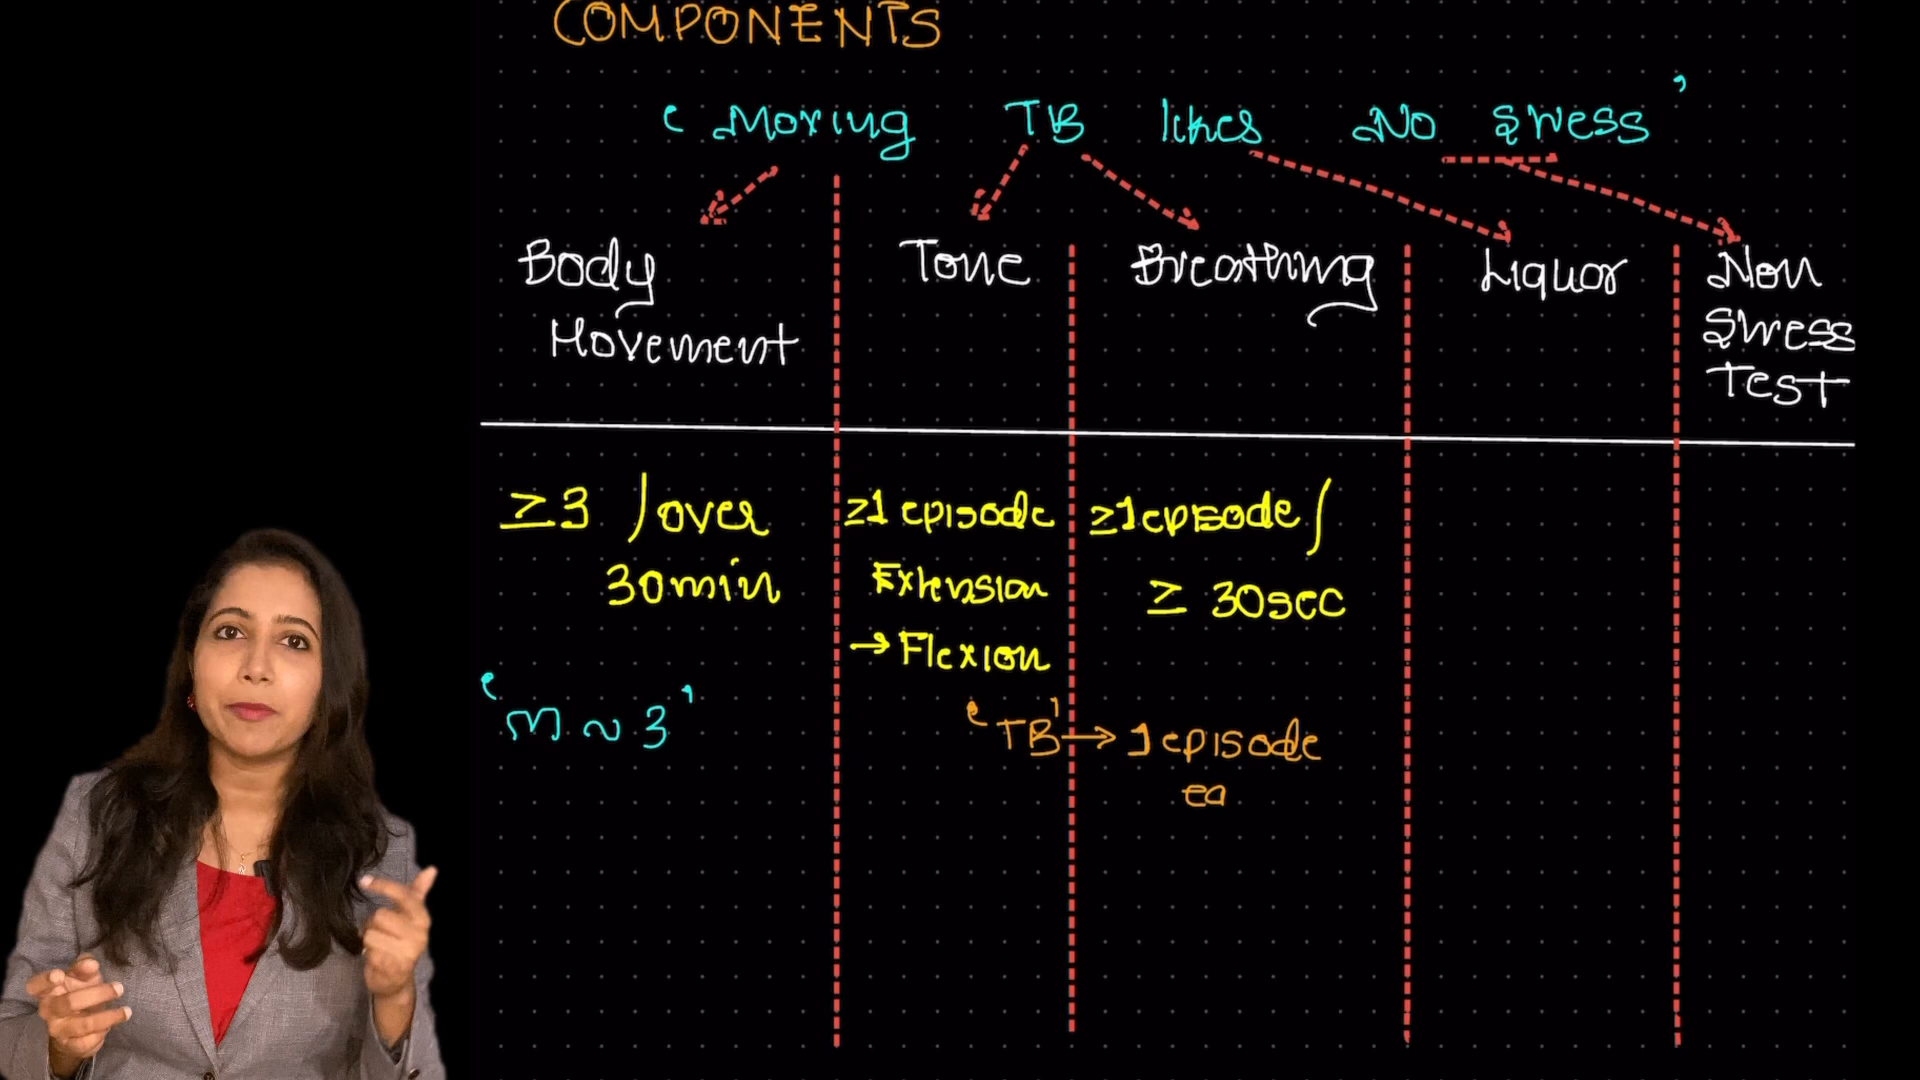 COMPONENTS
‘ Moving TB likes No Stress ’
Body Movement
Tone
Breathing
Liquor
Non Stress Test
≥3 / over 30min
≥1 episode Extension → Flexion
≥1 episode / ≥ 30sec
‘ m ~ 3 ’
‘TB’ → 1 episode ea